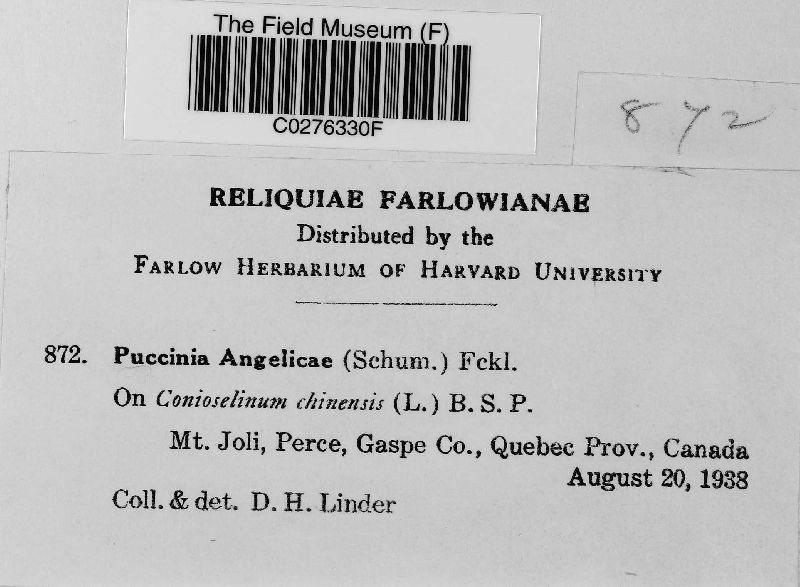 The Field Museum (F)
C0276330F
872
RELIQUIAE FARLOWIANAE
Distributed by the
FARLOW HERBARIUM OF HARVARD UNIVERSITY
872. Puccinia Angelicae (Schum.) Fckl.
On Conioselinum chinensis (L.) B. S. P.
Mt. Joli, Perce, Gaspe Co., Quebec Prov., Canada
August 20, 1938
Coll. & det. D. H. Linder